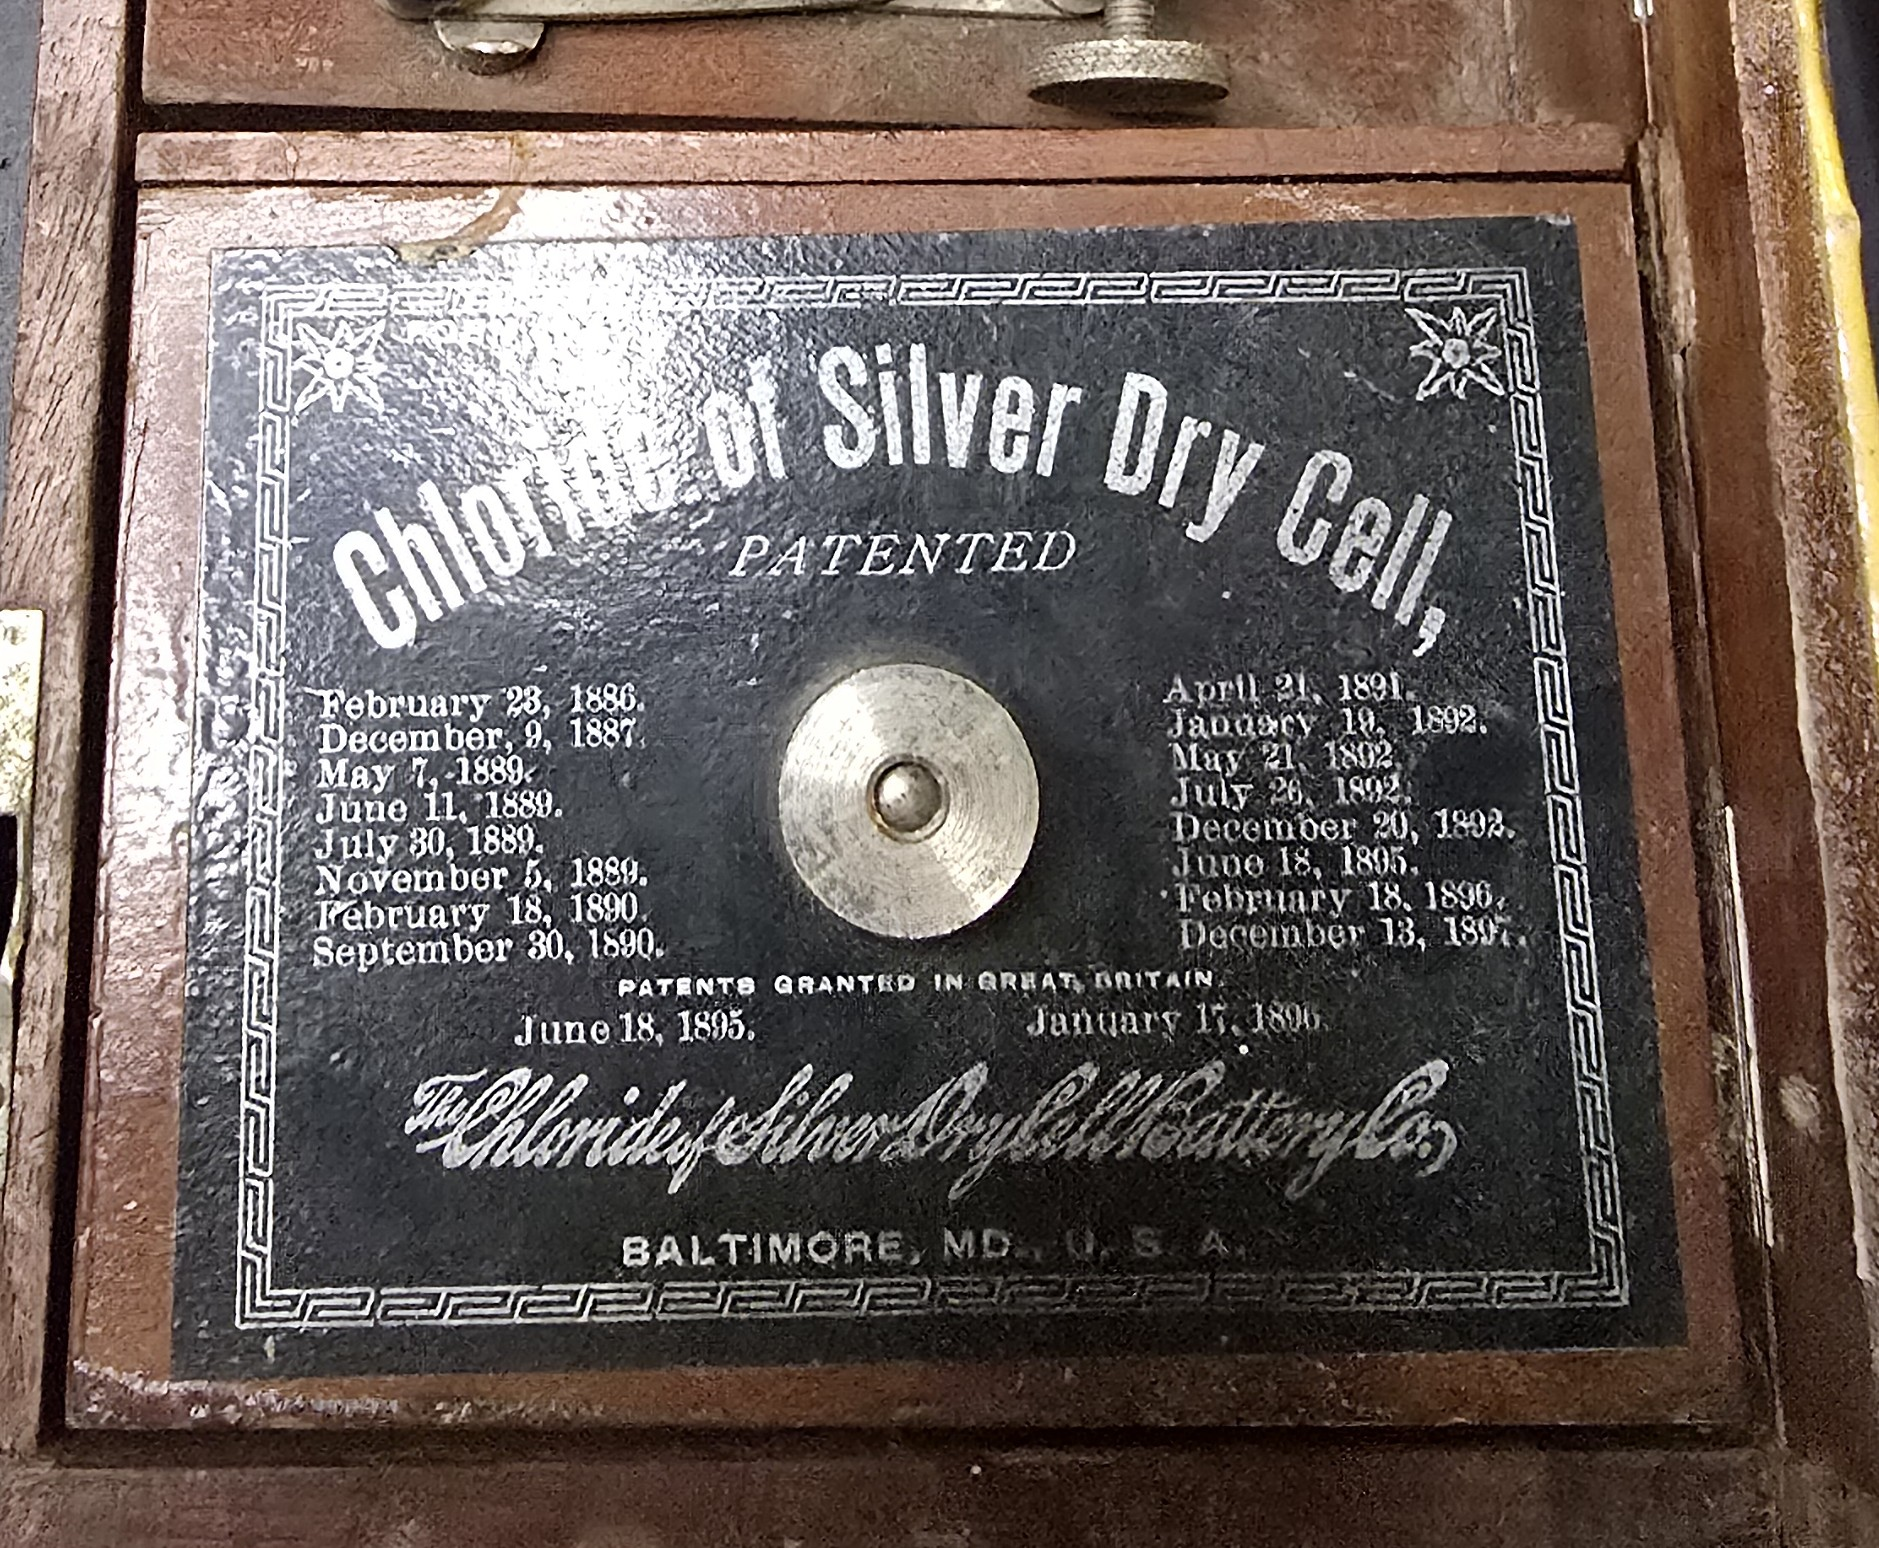 Chloride of Silver Dry Cell,
PATENTED
February 23, 1886.
December, 9, 1887.
May 7, 1889.
June 11, 1889.
July 30, 1889.
November 5, 1889.
February 18, 1890.
September 30, 1890.
April 21, 1891.
January 19, 1892.
May 21, 1892
July 26, 1892.
December 20, 1892.
June 18, 1895.
February 18, 1896.
December 13, 1897.
PATENTS GRANTED IN GREAT BRITAIN.
June 18, 1895. January 17, 1896.
The Chloride of Silver Dry Cell Battery Co.,
BALTIMORE, MD., U. S. A.